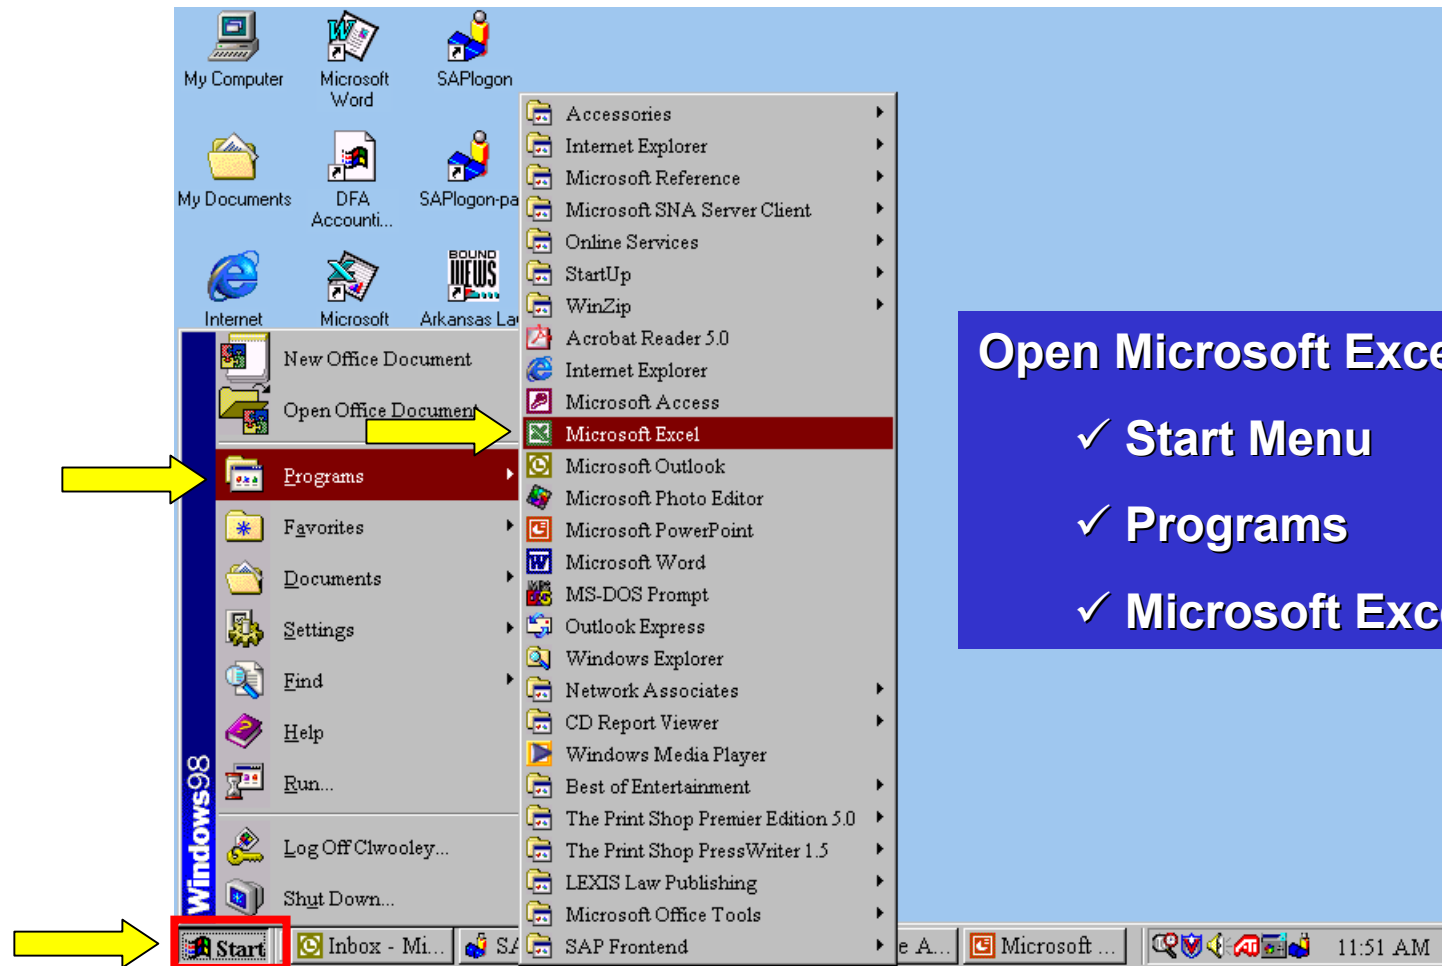 My Computer
Microsoft
Word
SAPlogon
My Documents
DFA
Accounti...
SAPlogon-pa
BOUND
VIEWS
Internet
Microsoft
Arkansas La
Accessories
Internet Explorer
Microsoft Reference
Microsoft SNA Server Client
Online Services
StartUp
WinZip
Acrobat Reader 5.0
Internet Explorer
Microsoft Access
Microsoft Excel
Microsoft Outlook
Microsoft Photo Editor
Microsoft PowerPoint
Microsoft Word
MS-DOS Prompt
Outlook Express
Windows Explorer
Network Associates
CD Report Viewer
Windows Media Player
Best of Entertainment
The Print Shop Premier Edition 5.0
The Print Shop PressWriter 1.5
LEXIS Law Publishing
Microsoft Office Tools
SAP Frontend
New Office Document
Open Office Document
Programs
Favorites
Documents
Settings
Find
Help
Run...
Log Off Clwooley...
Shut Down...
Windows98
Open Microsoft Exce
✓ Start Menu
✓ Programs
✓ Microsoft Exc
Start
Inbox - Mi...
SA
e A...
Microsoft ...
11:51 AM